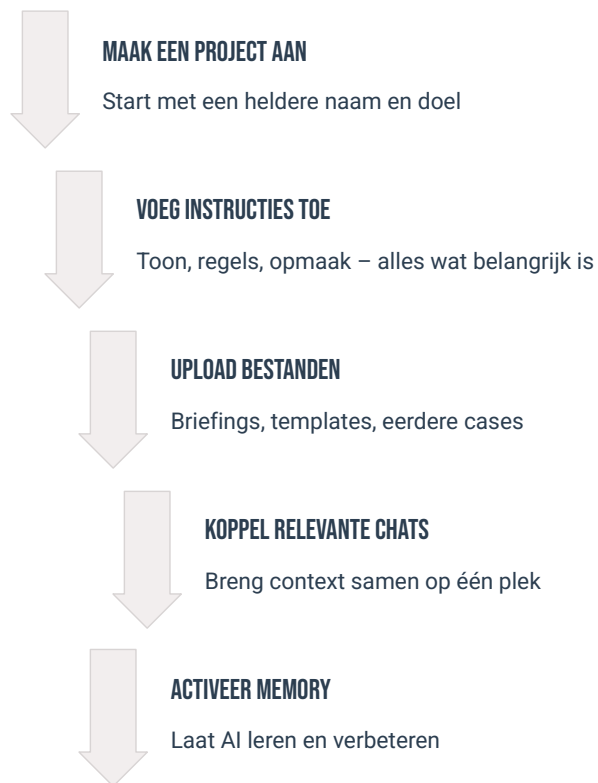 MAAK EEN PROJECT AAN
Start met een heldere naam en doel
VOEG INSTRUCTIES TOE
Toon, regels, opmaak – alles wat belangrijk is
UPLOAD BESTANDEN
Briefings, templates, eerdere cases
KOPPEL RELEVANTE CHATS
Breng context samen op één plek
ACTIVEER MEMORY
Laat AI leren en verbeteren